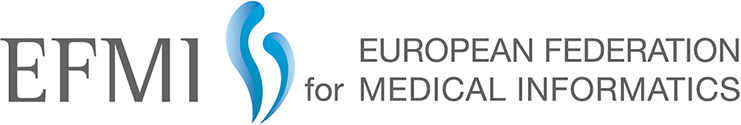 EFMI
EUROPEAN FEDERATION
for MEDICAL INFORMATICS